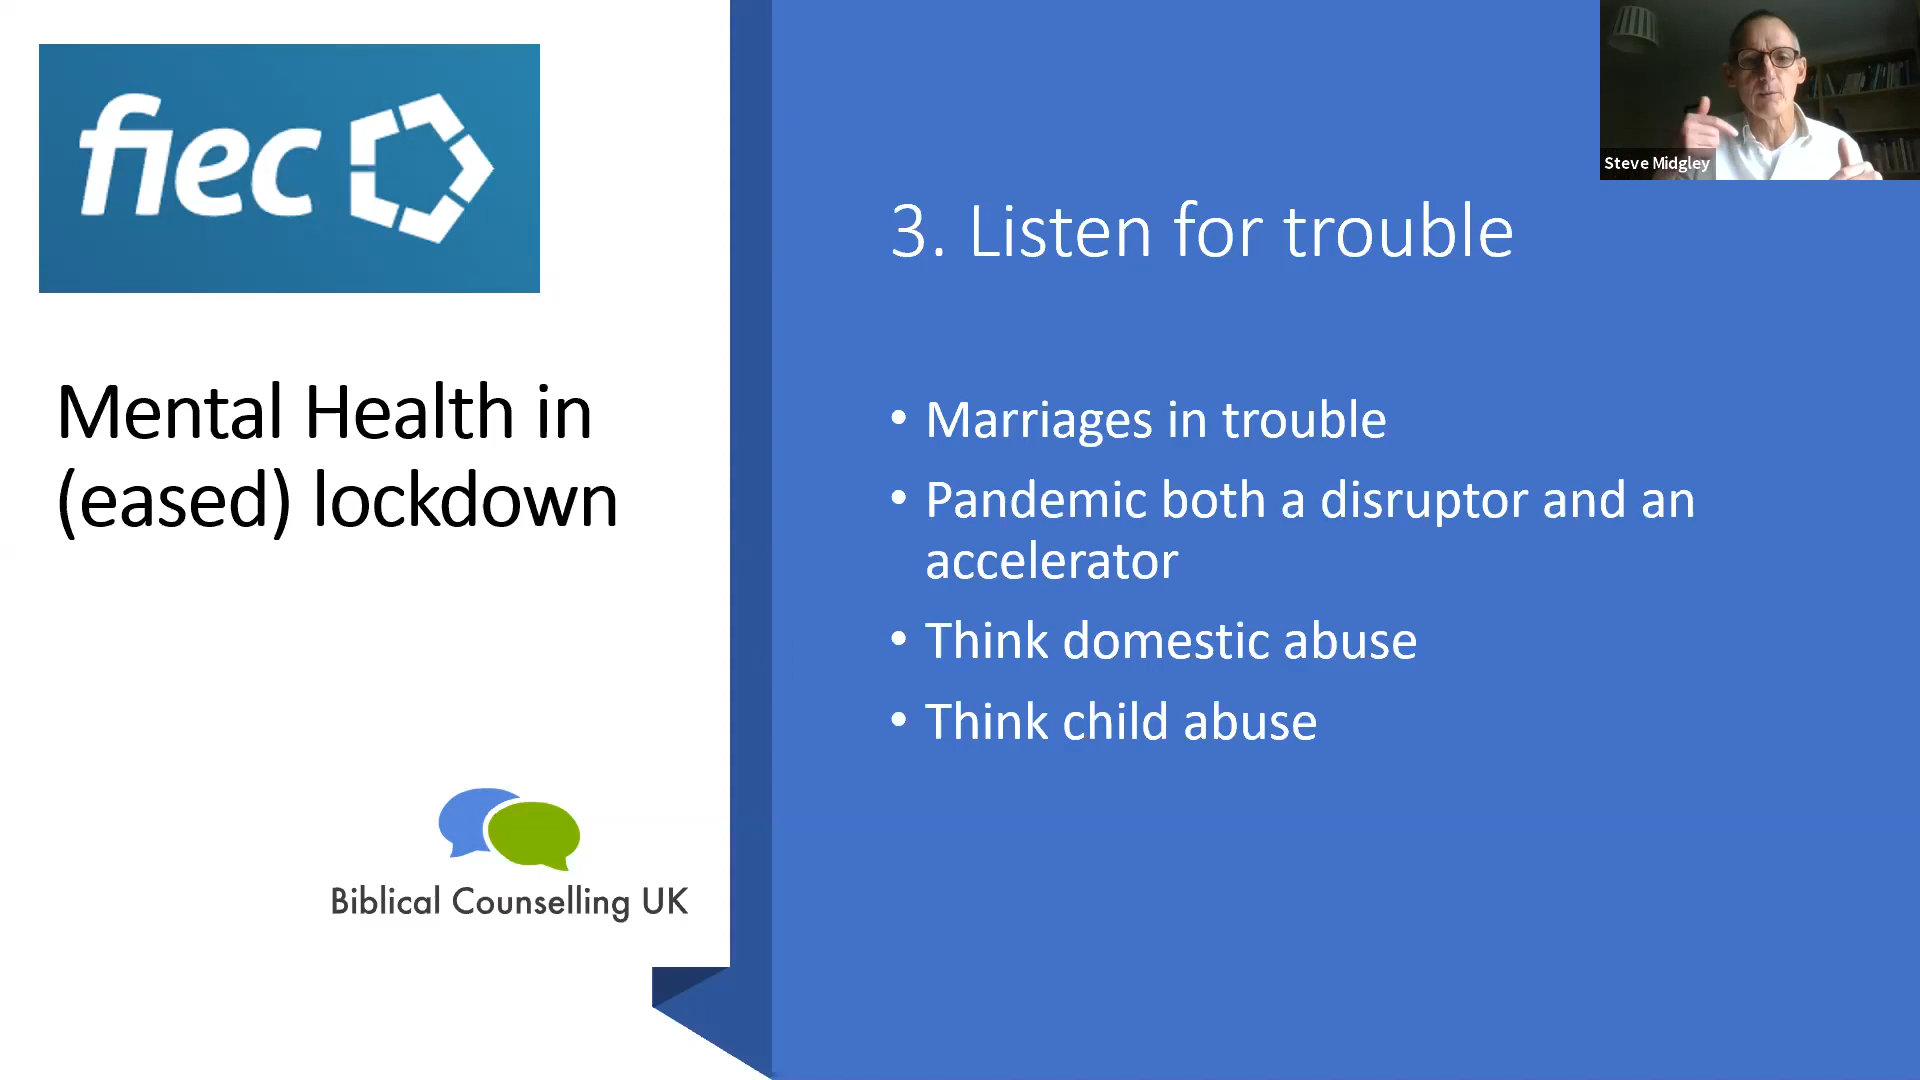 fiec
Mental Health in
(eased) lockdown
Biblical Counselling UK
3. Listen for trouble
• Marriages in trouble
• Pandemic both a disruptor and an
accelerator
• Think domestic abuse
• Think child abuse
Steve Midgley